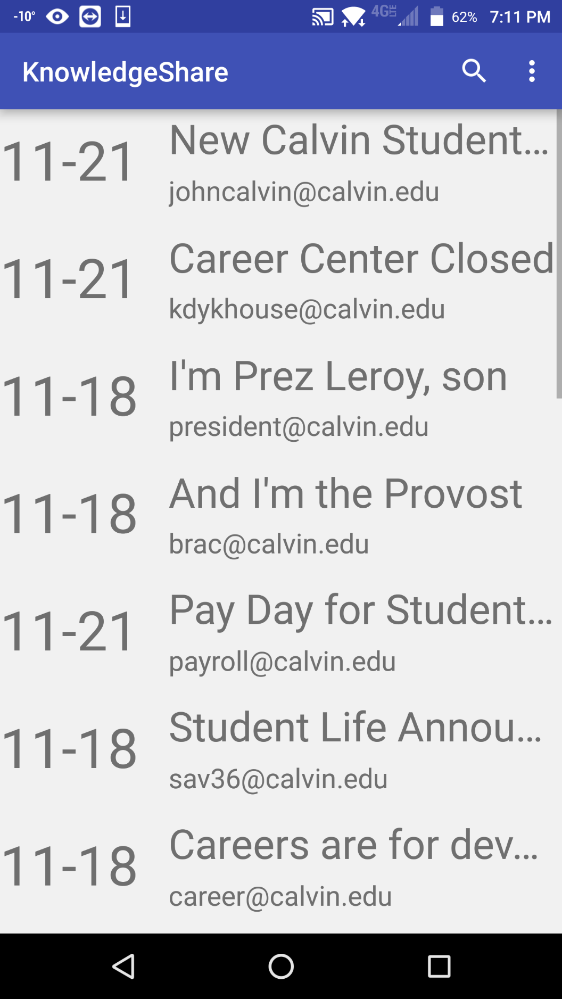 -10° 4G LTE 62% 7:11 PM
KnowledgeShare
11-21 New Calvin Student...
johncalvin@calvin.edu
11-21 Career Center Closed
kdykhouse@calvin.edu
11-18 I'm Prez Leroy, son
president@calvin.edu
11-18 And I'm the Provost
brac@calvin.edu
11-21 Pay Day for Student...
payroll@calvin.edu
11-18 Student Life Annou...
sav36@calvin.edu
11-18 Careers are for dev...
career@calvin.edu